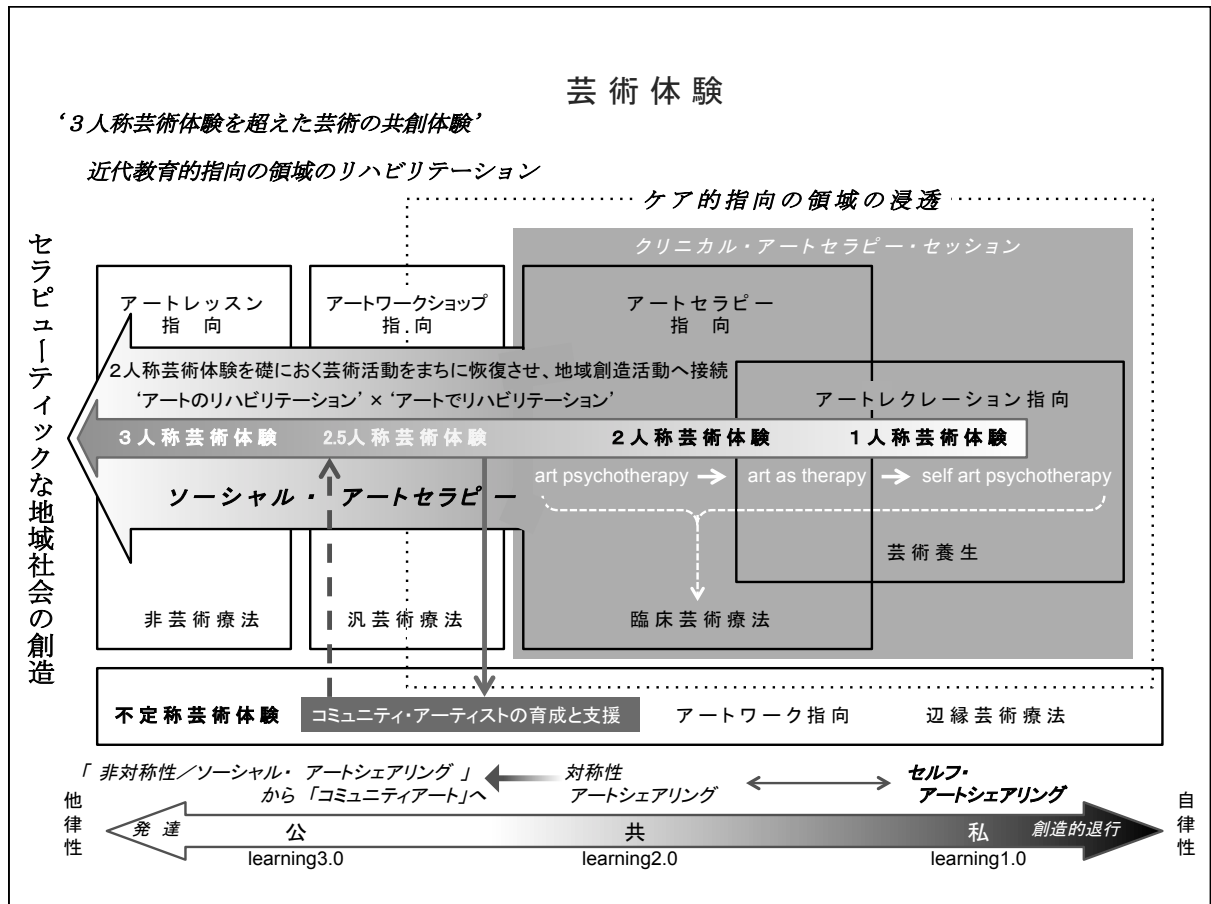 芸術体験
‘３人称芸術体験を超えた芸術の共創体験’
近代教育的指向の領域のリハビリテーション
ケア的指向の領域の浸透
クリニカル・アートセラピー・セッション
セラピューティックな地域社会の創造
アートレッスン
指向
アートワークショップ
指向
アートセラピー
指向
2人称芸術体験を礎におく芸術活動をまちに恢復させ、地域創造活動へ接続
‘アートのリハビリテーション’ × ‘アートでリハビリテーション’
アートレクレーション指向
３人称芸術体験
2.5人称芸術体験
２人称芸術体験
１人称芸術体験
art psychotherapy
art as therapy
self art psychotherapy
ソーシャル・アートセラピー
芸術養生
非芸術療法
汎芸術療法
臨床芸術療法
不定称芸術体験
コミュニティ・アーティストの育成と支援
アートワーク指向
辺縁芸術療法
「非対称性／ソーシャル・アートシェアリング」
から「コミュニティアート」へ
対称性
アートシェアリング
セルフ・
アートシェアリング
他律性
発達
公
共
私
創造的退行
自律性
learning3.0
learning2.0
learning1.0